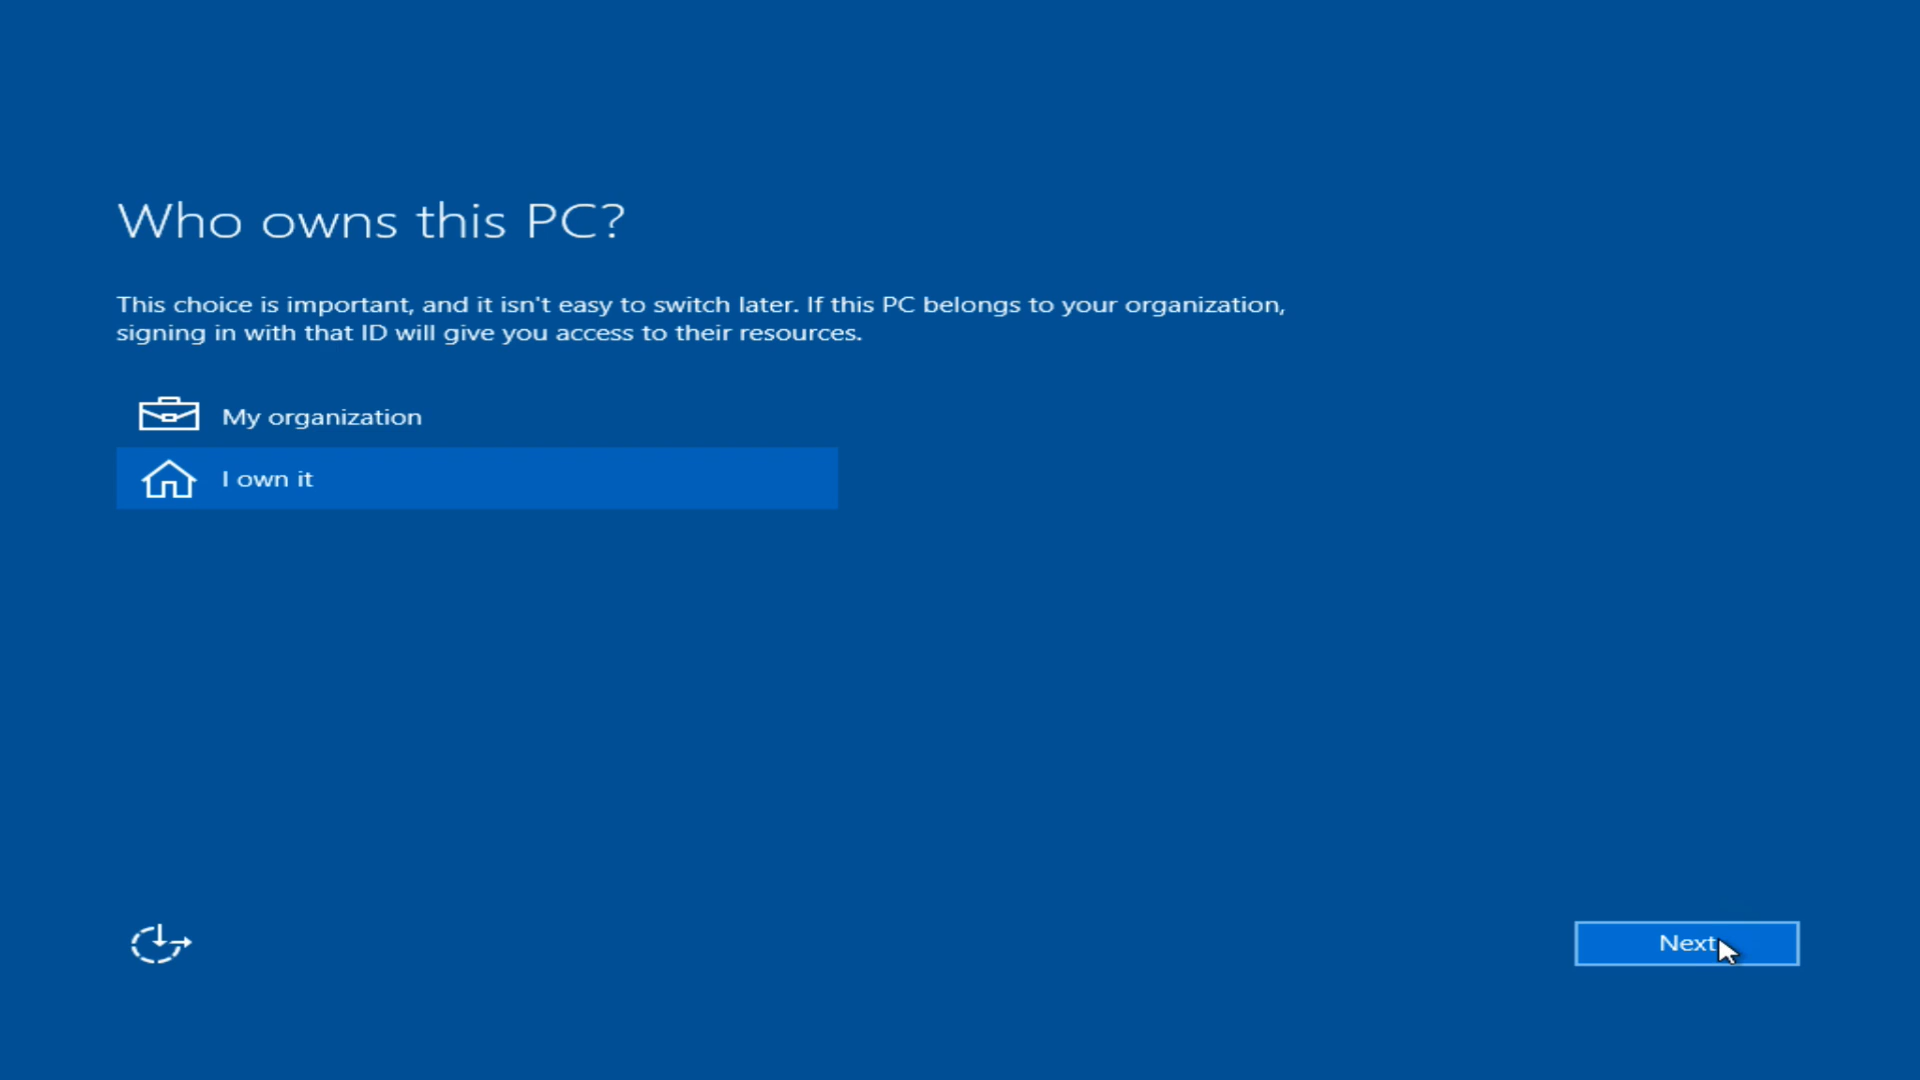 Who owns this PC?
This choice is important, and it isn't easy to switch later. If this PC belongs to your organization,
signing in with that ID will give you access to their resources.
My organization
I own it
Next